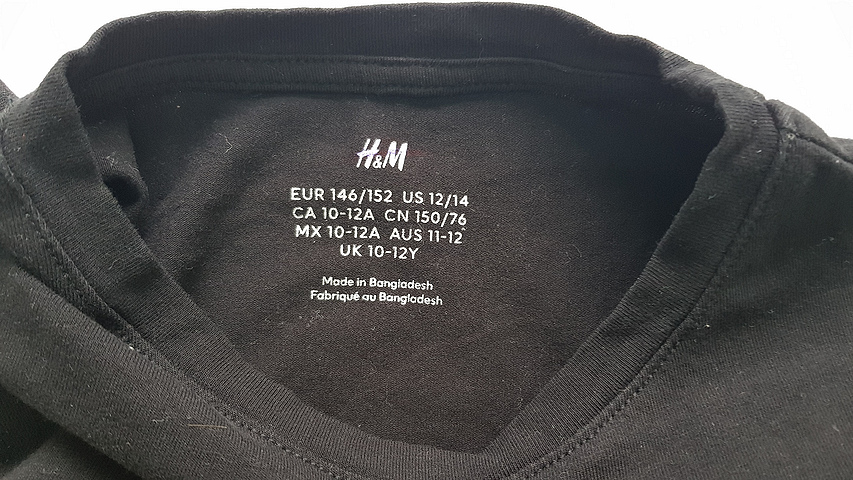 H&M
EUR 146/152 US 12/14
CA 10-12A CN 150/76
MX 10-12A AUS 11-12
UK 10-12Y
Made in Bangladesh
Fabriqué au Bangladesh